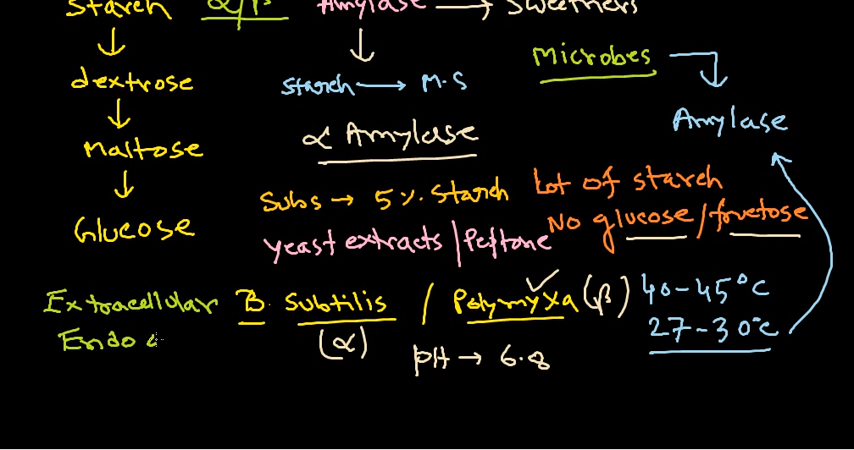 Starch α/β Amylase → Sweetners
↓ ↓
dextrose Starch → M.S
↓
Maltose
↓
Glucose
Microbes → Amylase
α Amylase
Subs → 5 %. Starch
Yeast extracts / Peptone
Lot of starch
No glucose / fructose
Extracellular B. Subtilis / Polymyxa (β) ✓
(α)
Endo
pH → 6.8
40-45°C
27-30°C